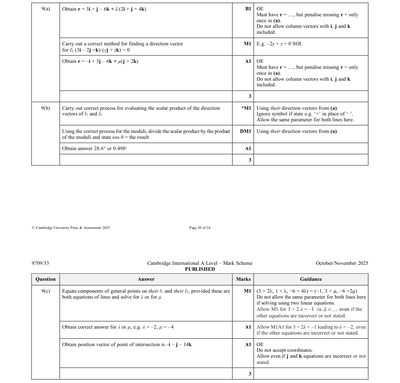 9(a) Obtain r = 3i + j – 6k + λ(2i + j + 4k) B1 OE
Must have r = …, but penalise missing r = only
once in (a).
Do not allow column vectors with i, j and k
included.
Carry out a correct method for finding a direction vector M1 E.g. –2y + z = 0 SOI.
A1 OE
Must have r = …, but penalise missing r = only
once in (a).
Do not allow column vectors with i, j and k
included.
3
9(b) Carry out correct process for evaluating the scalar product of the direction *M1 Using their direction vectors from (a).
vectors of l₁ and l₂ Ignore symbol if state e.g. '×' in place of '·'.
Allow the same parameter for both lines here.
Using the correct process for the moduli, divide the scalar product by the product DM1 Using their direction vectors from (a).
of the moduli and state cos θ = the result
Obtain answer 28.6° or 0.498ᶜ A1
3
© Cambridge University Press & Assessment 2025 Page 20 of 24
9709/33 Cambridge International A Level – Mark Scheme October/November 2025
PUBLISHED
Question Answer Marks Guidance
9(c) Equate components of general points on their l₁ and their l₂, provided these are M1 (3 + 2λ, 1 + λ, –6 + 4λ) = (–1, 3 + μ, –6 +2μ)
both equations of lines and solve for λ or for μ Do not allow the same parameter for both lines here
if solving using two linear equations.
Allow M1 for 3 + 2λ = –1 ⇒ λ = … even if the
other equations are incorrect or not stated.
Obtain correct answer for λ or μ, e.g. λ = –2, μ = –4 A1 Allow M1A1 for 3 + 2λ = –1 leading to λ = –2, even
if the other equations are incorrect or not stated.
Obtain position vector of point of intersection is –i – j – 14k A1 OE
Do not accept coordinates.
Allow even if j and k equations are incorrect or not
stated.
3